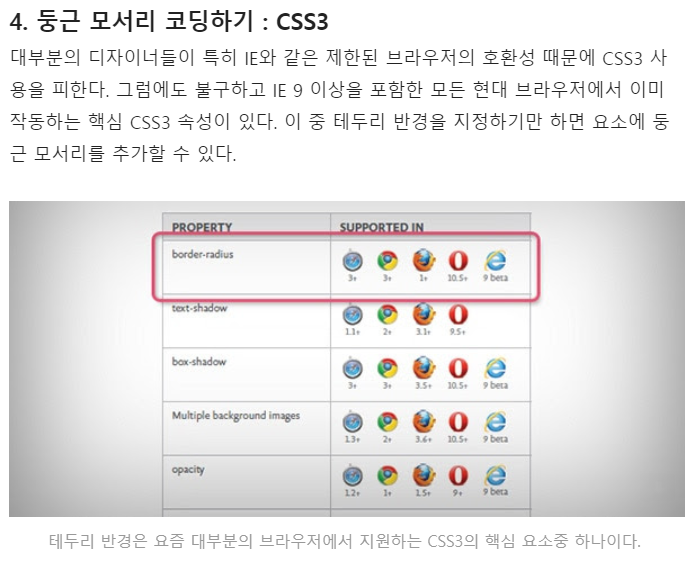 4. 둥근 모서리 코딩하기 : CSS3
대부분의 디자이너들이 특히 IE와 같은 제한된 브라우저의 호환성 때문에 CSS3 사
용을 피한다. 그럼에도 불구하고 IE 9 이상을 포함한 모든 현대 브라우저에서 이미
작동하는 핵심 CSS3 속성이 있다. 이 중 테두리 반경을 지정하기만 하면 요소에 둥
근 모서리를 추가할 수 있다.
PROPERTY SUPPORTED IN
border-radius
3+ 3+ 1+ 10.5+ 9 beta
text-shadow
1.1+ 2+ 3.1+ 9.5+
box-shadow
3+ 3+ 3.5+ 10.5+ 9 beta
Multiple background images
1.3+ 2+ 3.6+ 10.5+ 9 beta
opacity
1.2+ 1+ 1.5+ 9+ 9 beta
테두리 반경은 요즘 대부분의 브라우저에서 지원하는 CSS3의 핵심 요소중 하나이다.